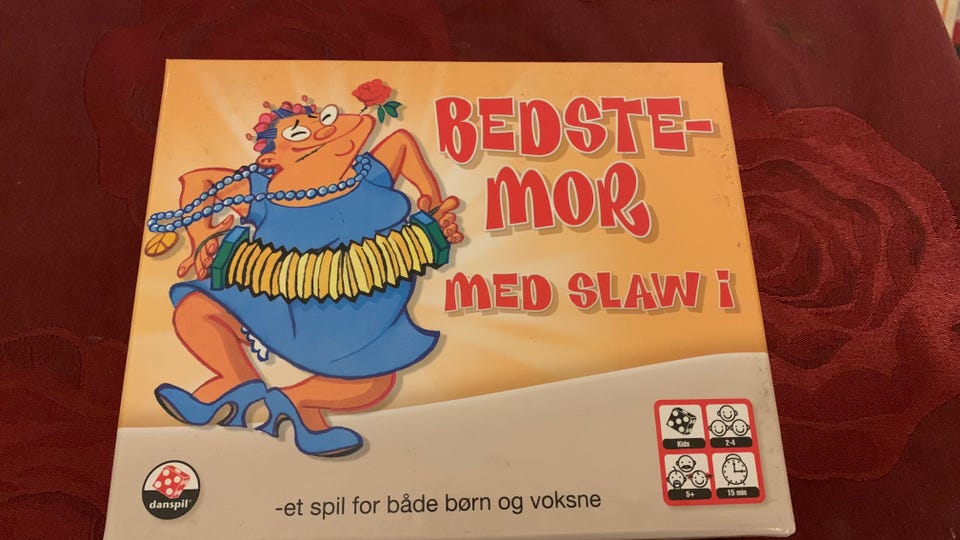 BEDSTE-
MOR
MED SLAW i
Kids
2-4
5+
15 min
danspil
-et spil for både børn og voksne